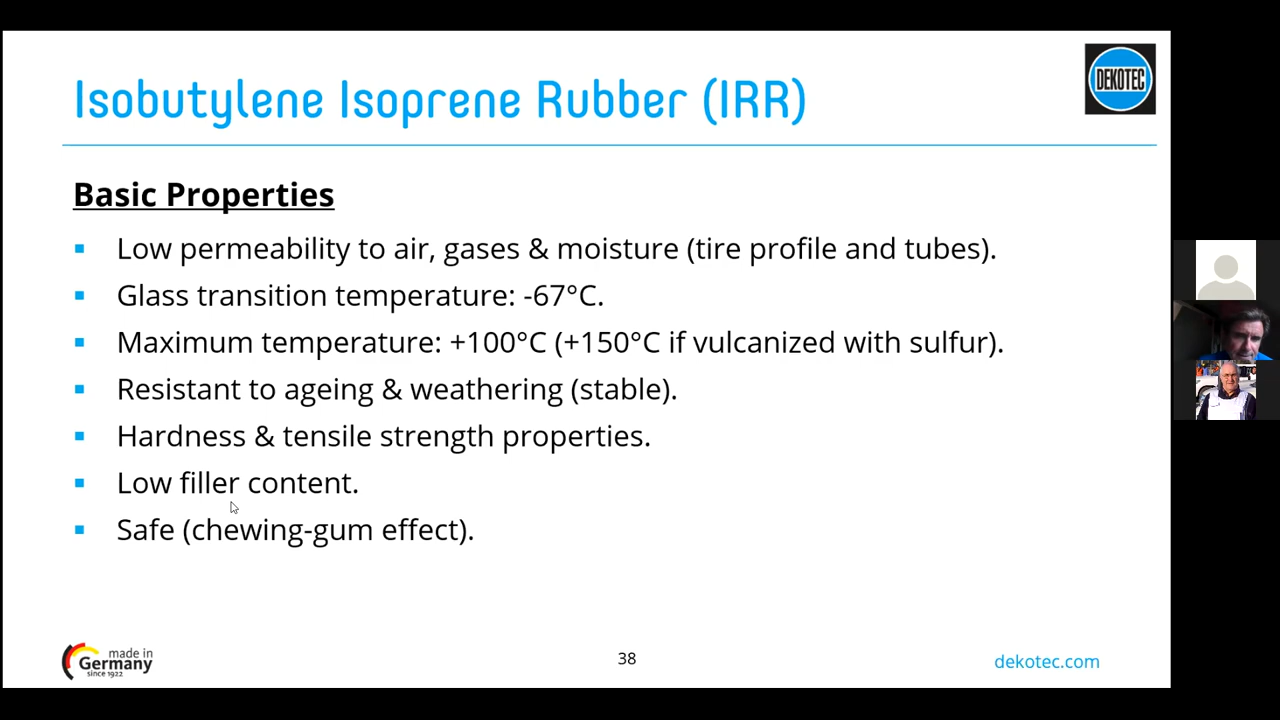 Isobutylene Isoprene Rubber (IRR)
DEKOTEC
Basic Properties
Low permeability to air, gases & moisture (tire profile and tubes).
Glass transition temperature: -67°C.
Maximum temperature: +100°C (+150°C if vulcanized with sulfur).
Resistant to ageing & weathering (stable).
Hardness & tensile strength properties.
Low filler content.
Safe (chewing-gum effect).
made in
Germany
since 1922
38
dekotec.com